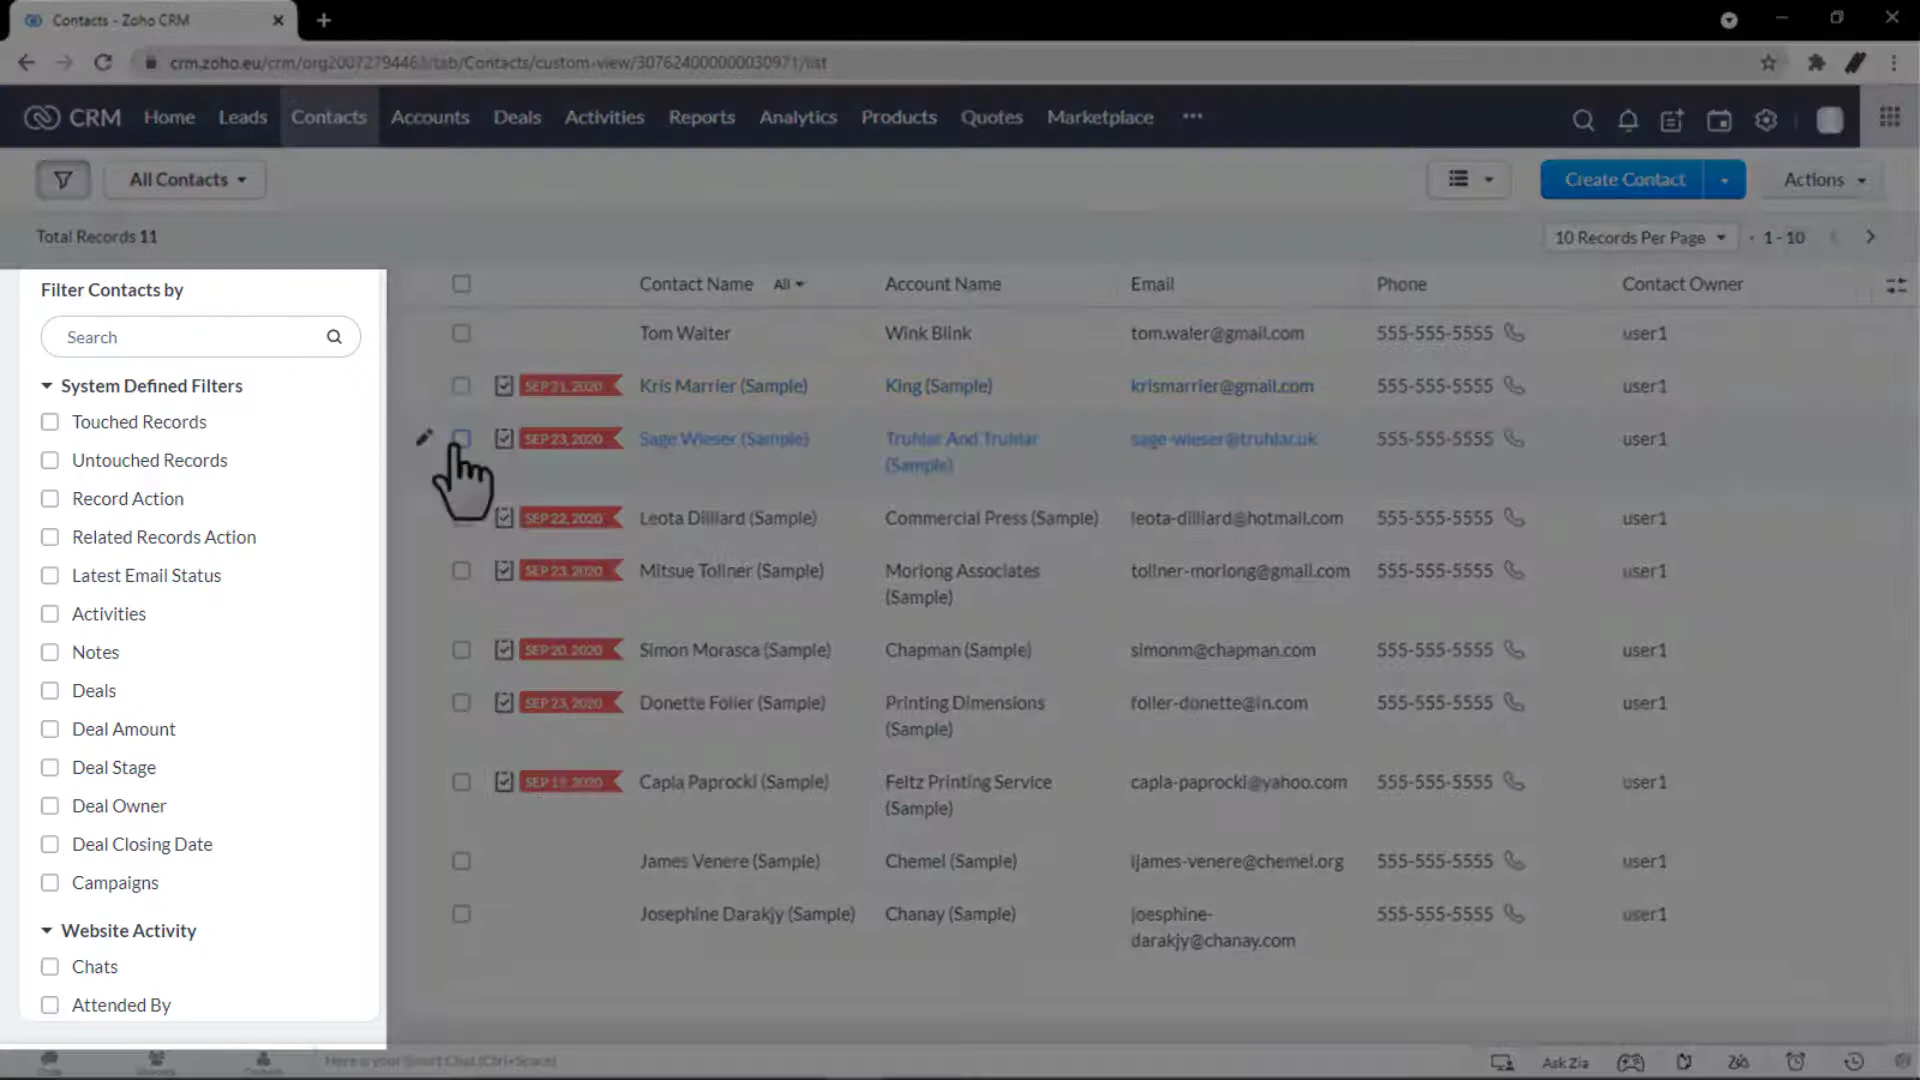 Contacts - Zoho CRM
crm.zoho.eu/crm/org20072794463/tab/Contacts/custom-view/307624000000030971/list
CRM Home Leads Contacts Accounts Deals Activities Reports Analytics Products Quotes Marketplace ...
All Contacts Create Contact Actions
Total Records 11 10 Records Per Page 1 - 10
Filter Contacts by
Search
System Defined Filters
Touched Records
Untouched Records
Record Action
Related Records Action
Latest Email Status
Activities
Notes
Deals
Deal Amount
Deal Stage
Deal Owner
Deal Closing Date
Campaigns
Website Activity
Chats
Attended By
Contact Name All Account Name Email Phone Contact Owner
Tom Walter Wink Blink tom.waler@gmail.com 555-555-5555 user1
SEP 21, 2020 Kris Marrier (Sample) King (Sample) krismarrier@gmail.com 555-555-5555 user1
SEP 23, 2020 Sage Wieser (Sample) Truhlar And Truhlar (Sample) sage-wieser@truhlar.uk 555-555-5555 user1
SEP 22, 2020 Leota Dilliard (Sample) Commercial Press (Sample) leota-dilliard@hotmail.com 555-555-5555 user1
SEP 23, 2020 Mitsue Tollner (Sample) Morlong Associates (Sample) tollner-morlong@gmail.com 555-555-5555 user1
SEP 20, 2020 Simon Morasca (Sample) Chapman (Sample) simonm@chapman.com 555-555-5555 user1
SEP 23, 2020 Donette Foller (Sample) Printing Dimensions (Sample) foller-donette@in.com 555-555-5555 user1
SEP 19, 2020 Capla Paprocki (Sample) Feltz Printing Service (Sample) capla-paprocki@yahoo.com 555-555-5555 user1
James Venere (Sample) Chemel (Sample) ljames-venere@chemel.org 555-555-5555 user1
Josephine Darakjy (Sample) Chanay (Sample) joesphine-darakjy@chanay.com 555-555-5555 user1
Here is your Smart Chat (Ctrl+Space) Ask Zia